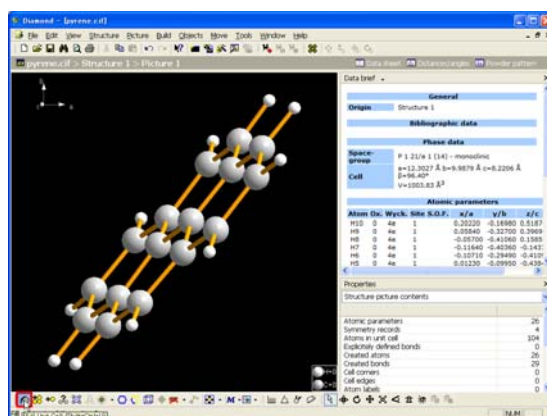 Diamond - [pyrene.cif]
File Edit View Structure Picture Build Objects Move Tools Window Help
pyrene.cif > Structure 1 > Picture 1
Data sheet Distances/angles Powder pattern
Data brief
General
Origin Structure 1
Bibliographic data
Phase data
Space-group P 1 21/a 1 (14) - monoclinic
Cell a=12.3027 Å b=9.9879 Å c=8.2206 Å
β=96.40°
V=1003.83 Å³
Atomic parameters
Atom Ox. Wyck. Site S.O.F. x/a y/b z/c
H10 0 4e 1 0.20220 -0.16980 0.5187
H9 0 4e 1 0.05840 -0.32700 0.3969
H8 0 4e 1 -0.05700 -0.41060 0.1585
H7 0 4e 1 -0.11640 -0.40360 -0.143
H6 0 4e 1 -0.10710 -0.29490 -0.410
H5 0 4e 1 0.01230 -0.09950 -0.438
Properties
Structure picture contents
Atomic parameters 26
Symmetry records 4
Atoms in unit cell 104
Explicitly defined bonds 0
Created atoms 26
Created bonds 29
Cell corners 0
Cell edges 0
Atom labels 0
NUM